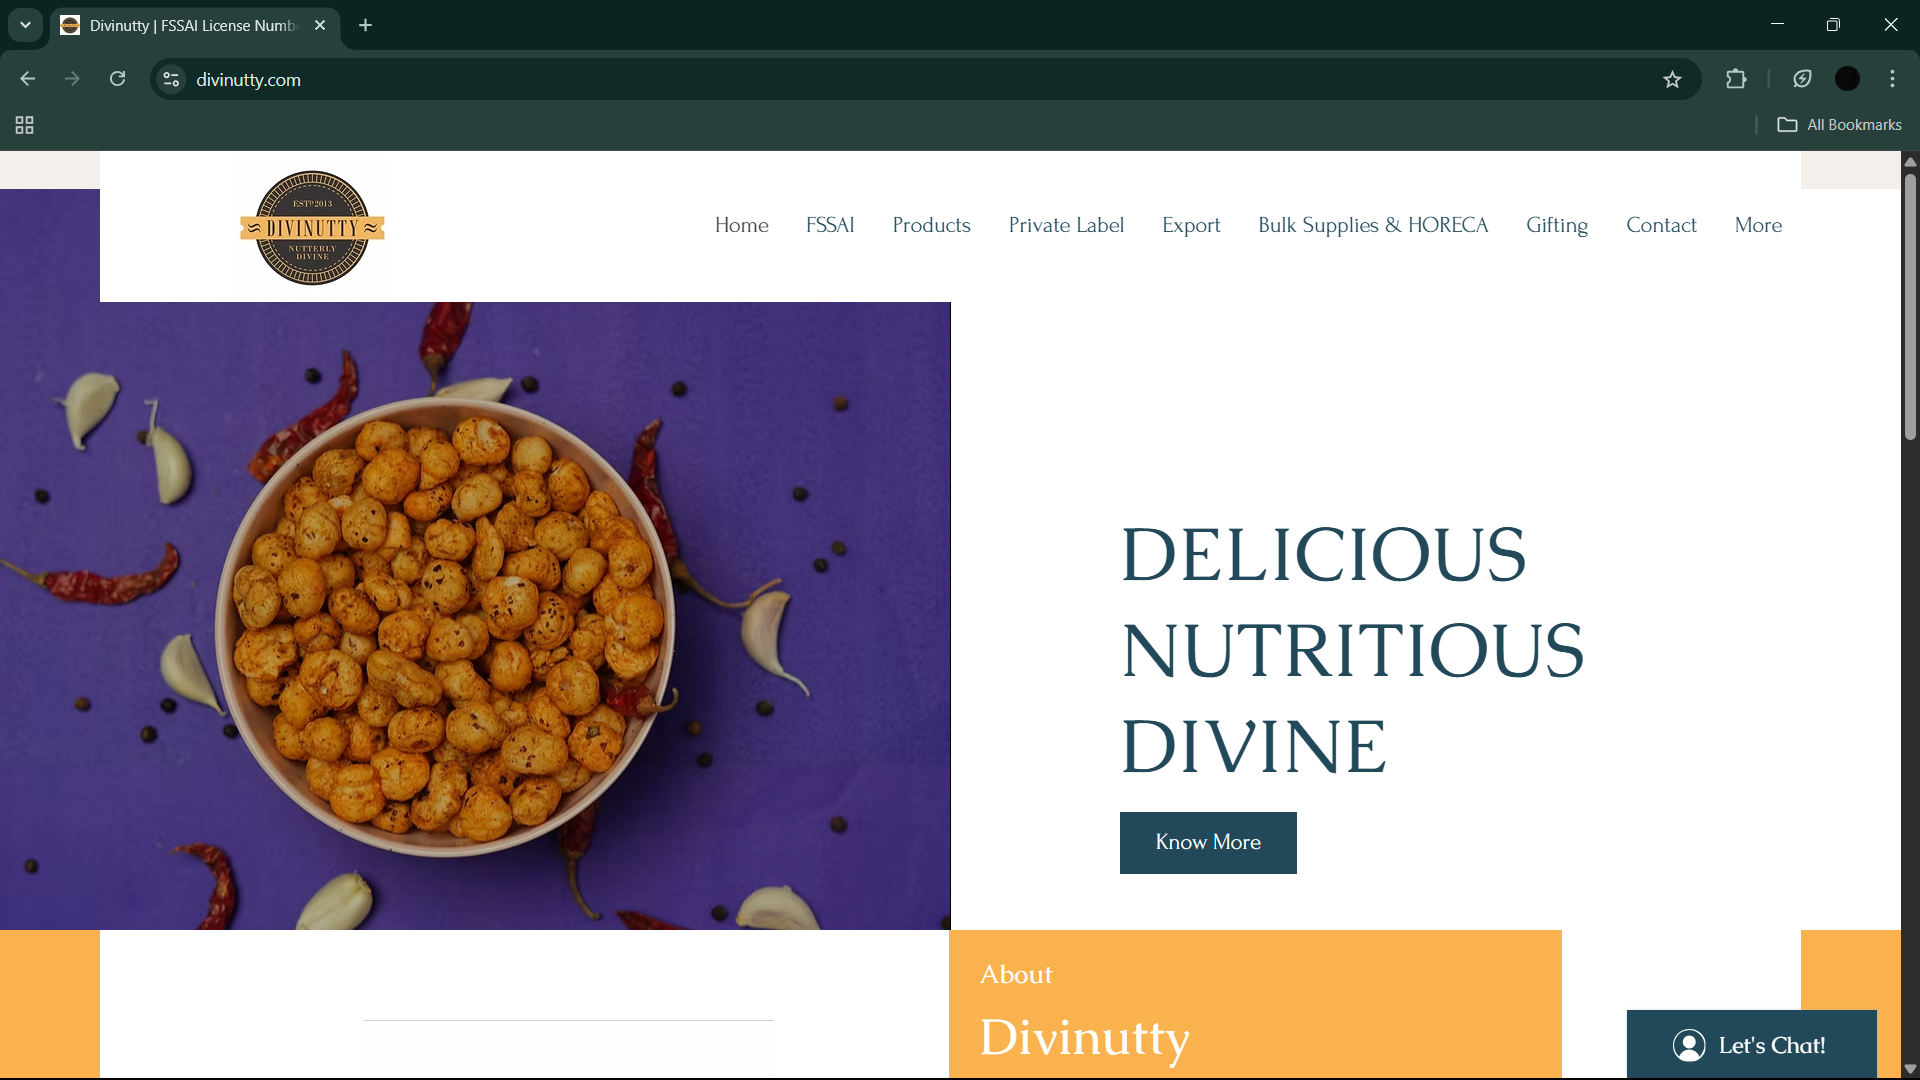 Divinutty | FSSAI License Numb
divinutty.com
All Bookmarks
ESTD 2013
DIVINUTTY
NUTTERLY
DIVINE
Home FSSAI Products Private Label Export Bulk Supplies & HORECA Gifting Contact More
DELICIOUS
NUTRITIOUS
DIVINE
Know More
About
Divinutty
Let's Chat!